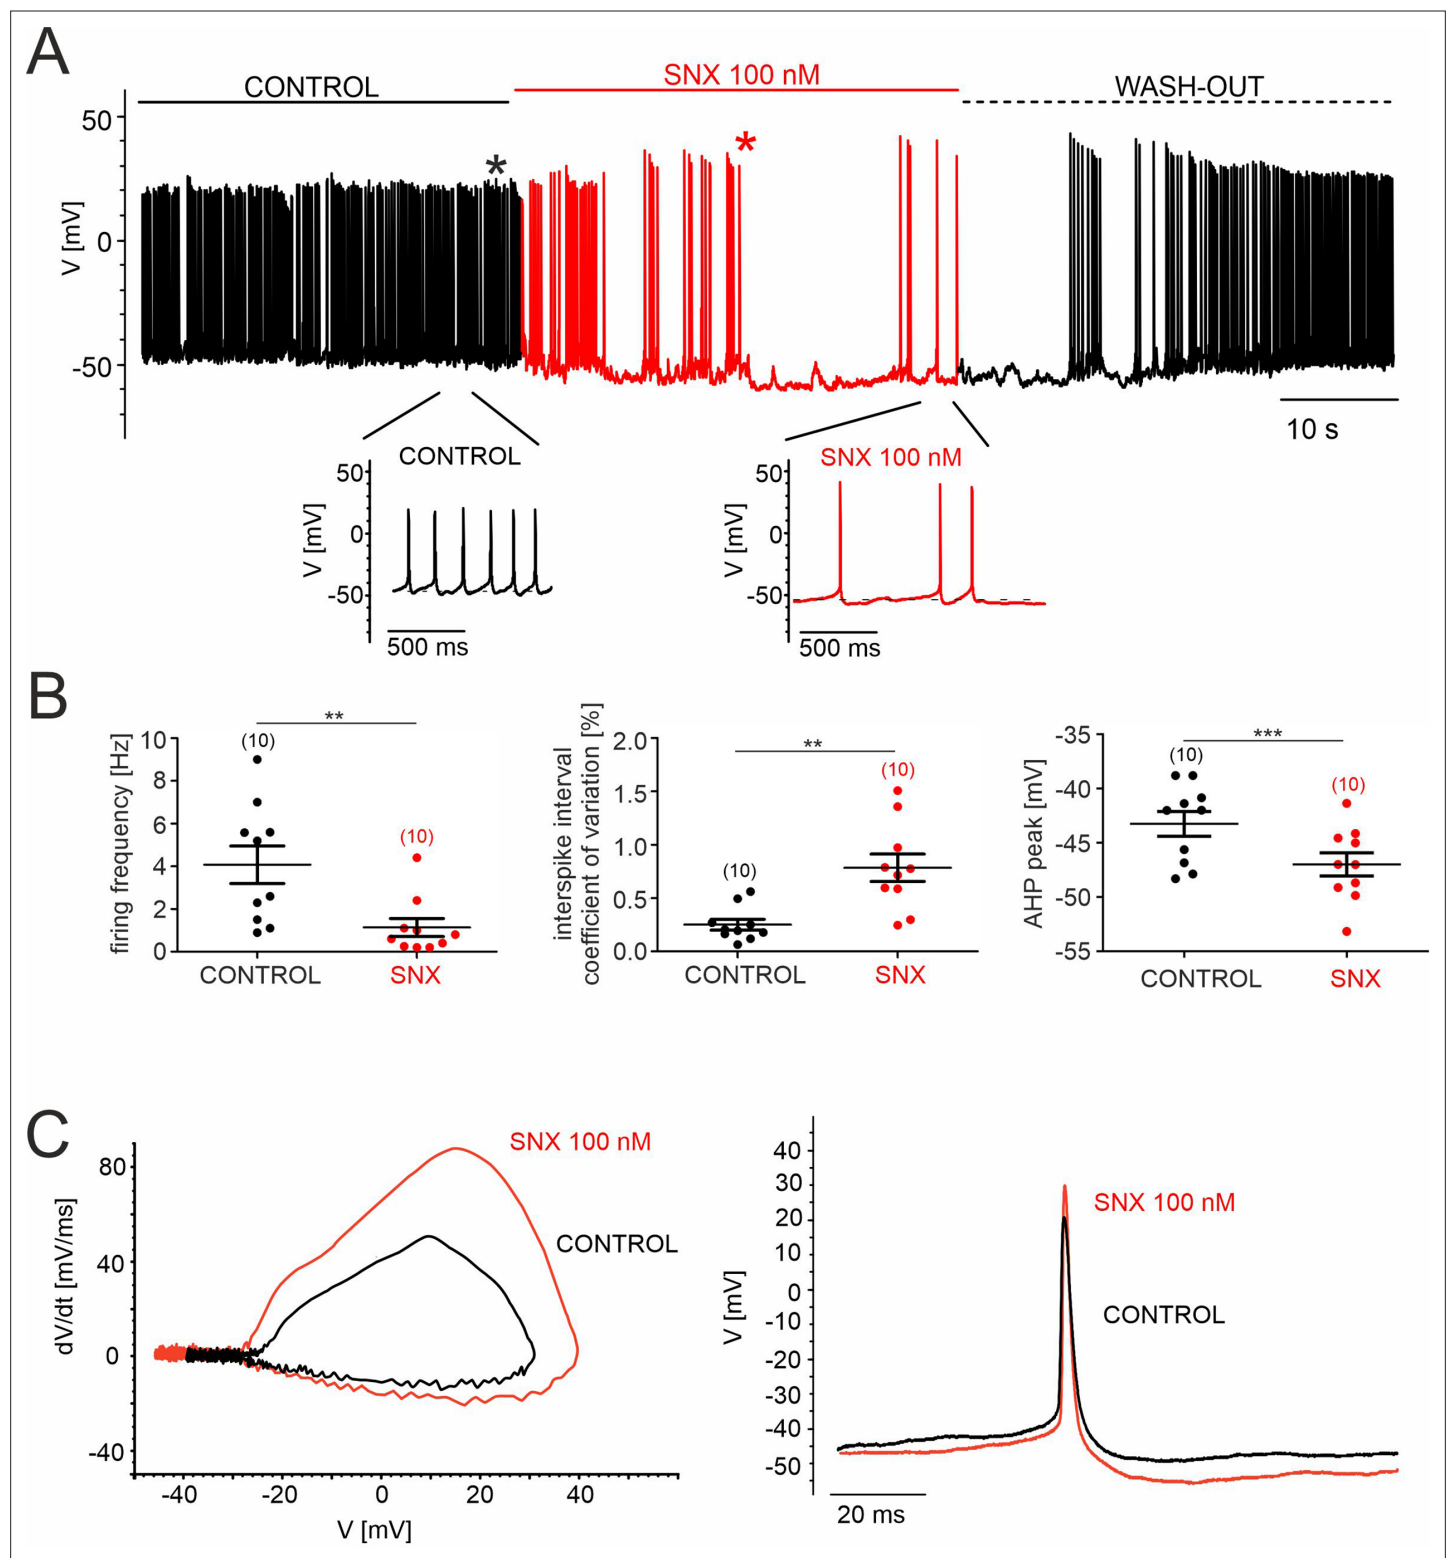 A
CONTROL
SNX 100 nM
WASH-OUT
*
*
50
0
-50
V [mV]
10 s
CONTROL
50
0
-50
V [mV]
500 ms
SNX 100 nM
50
0
-50
V [mV]
500 ms
B
**
(10)
(10)
10
8
6
4
2
0
firing frequency [Hz]
CONTROL
SNX
**
(10)
(10)
2.0
1.5
1.0
0.5
0.0
interspike interval
coefficient of variation [%]
CONTROL
SNX
***
(10)
(10)
-35
-40
-45
-50
-55
AHP peak [mV]
CONTROL
SNX
C
SNX 100 nM
CONTROL
80
40
0
-40
dV/dt [mV/ms]
-40
-20
0
20
40
V [mV]
40
30
20
10
0
-10
-20
-30
-40
-50
V [mV]
SNX 100 nM
CONTROL
20 ms